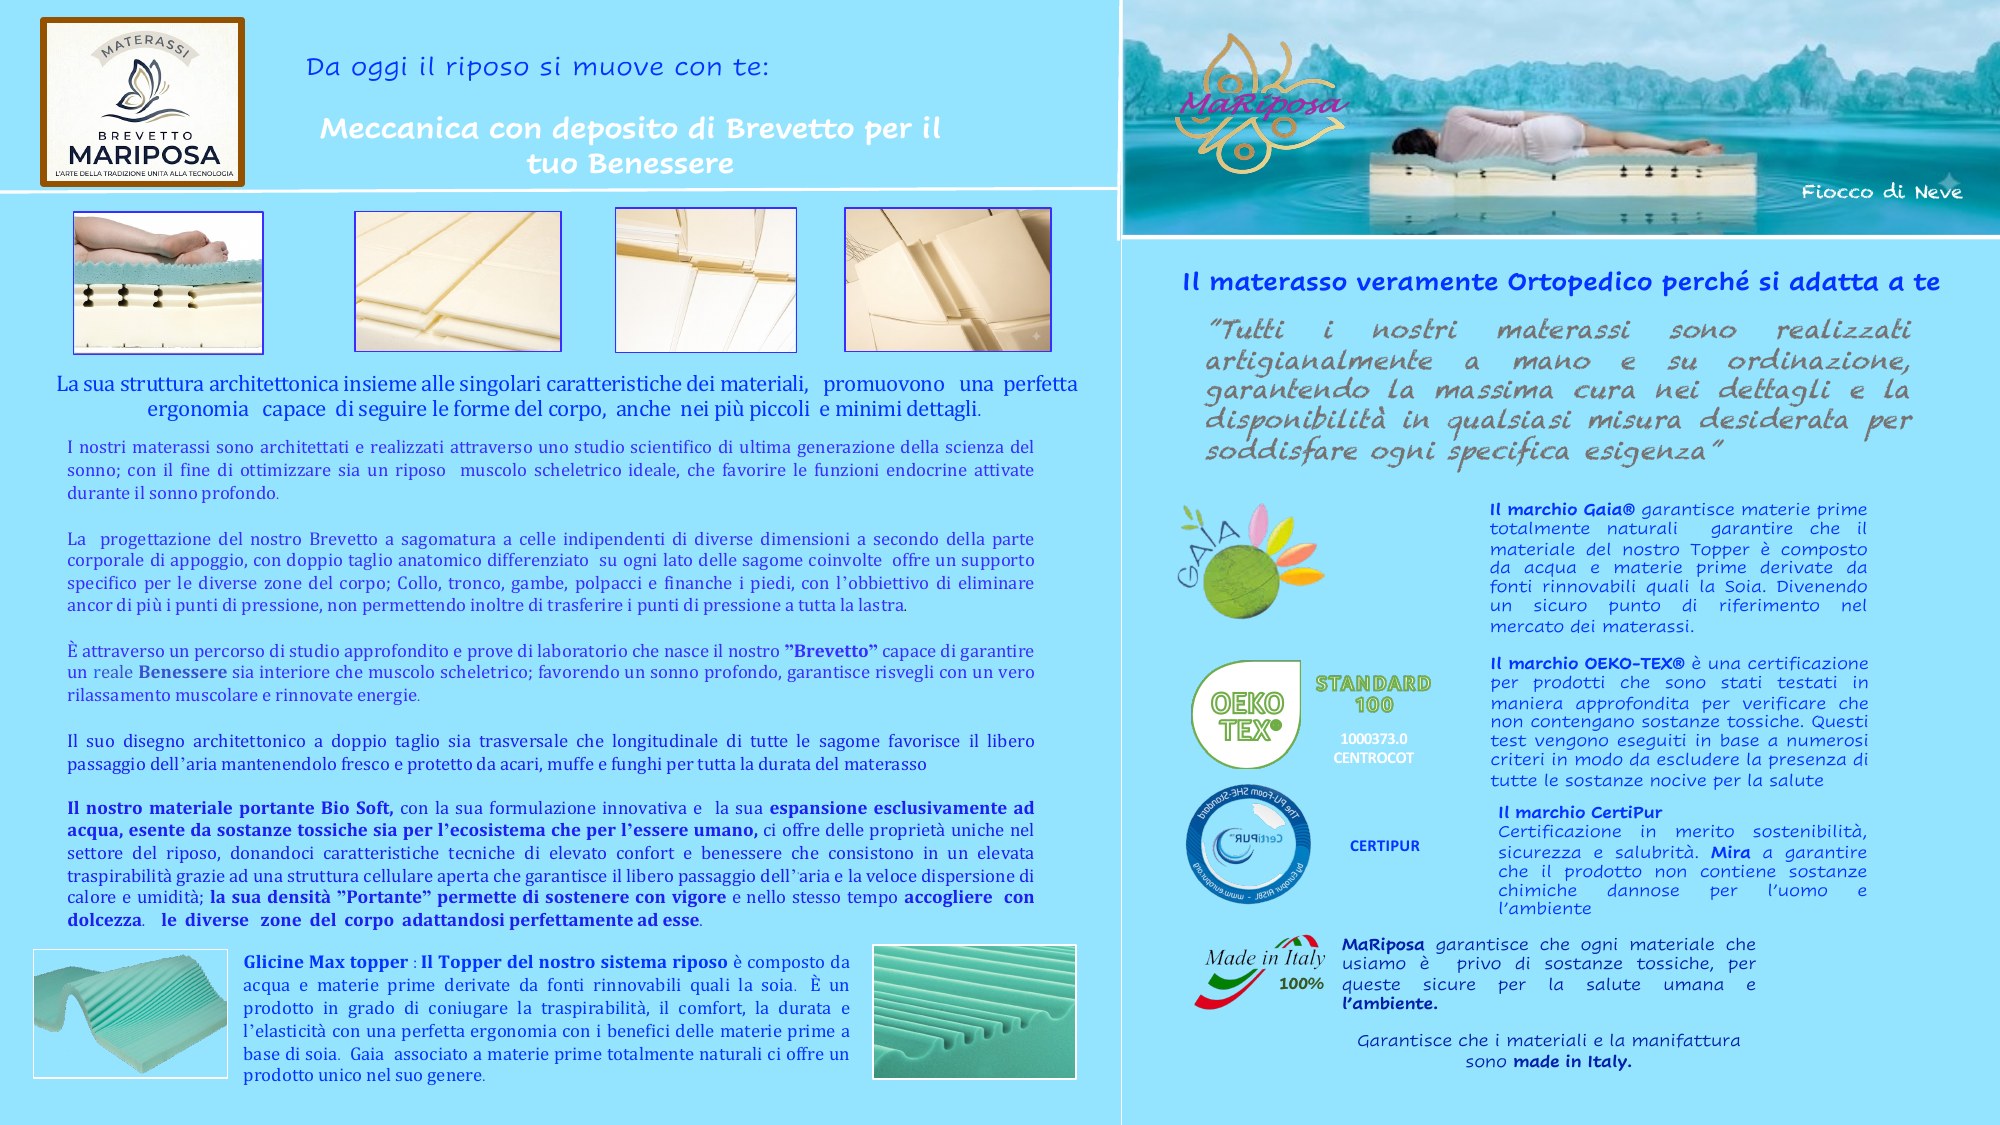 MATERASSI
BREVETTO
MARIPOSA
L'ARTE DELLA TRADIZIONE UNITA ALLA TECNOLOGIA
Da oggi il riposo si muove con te:
Meccanica con deposito di Brevetto per il
tuo Benessere
La sua struttura architettonica insieme alle singolari caratteristiche dei materiali, promuovono una perfetta
ergonomia capace di seguire le forme del corpo, anche nei più piccoli e minimi dettagli.
I nostri materassi sono architettati e realizzati attraverso uno studio scientifico di ultima generazione della scienza del
sonno; con il fine di ottimizzare sia un riposo muscolo scheletrico ideale, che favorire le funzioni endocrine attivate
durante il sonno profondo.
La progettazione del nostro Brevetto a sagomatura a celle indipendenti di diverse dimensioni a secondo della parte
corporale di appoggio, con doppio taglio anatomico differenziato su ogni lato delle sagome coinvolte offre un supporto
specifico per le diverse zone del corpo; Collo, tronco, gambe, polpacci e finanche i piedi, con l'obbiettivo di eliminare
ancor di più i punti di pressione, non permettendo inoltre di trasferire i punti di pressione a tutta la lastra.
È attraverso un percorso di studio approfondito e prove di laboratorio che nasce il nostro "Brevetto" capace di garantire
un reale Benessere sia interiore che muscolo scheletrico; favorendo un sonno profondo, garantisce risvegli con un vero
rilassamento muscolare e rinnovate energie.
Il suo disegno architettonico a doppio taglio sia trasversale che longitudinale di tutte le sagome favorisce il libero
passaggio dell'aria mantenendolo fresco e protetto da acari, muffe e funghi per tutta la durata del materasso
Il nostro materiale portante Bio Soft, con la sua formulazione innovativa e la sua espansione esclusivamente ad
acqua, esente da sostanze tossiche sia per l'ecosistema che per l'essere umano, ci offre delle proprietà uniche nel
settore del riposo, donandoci caratteristiche tecniche di elevato confort e benessere che consistono in un elevata
traspirabilità grazie ad una struttura cellulare aperta che garantisce il libero passaggio dell'aria e la veloce dispersione di
calore e umidità; la sua densità "Portante" permette di sostenere con vigore e nello stesso tempo accogliere con
dolcezza. le diverse zone del corpo adattandosi perfettamente ad esse.
Glicine Max topper : Il Topper del nostro sistema riposo è composto da
acqua e materie prime derivate da fonti rinnovabili quali la soia. È un
prodotto in grado di coniugare la traspirabilità, il comfort, la durata e
l'elasticità con una perfetta ergonomia con i benefici delle materie prime a
base di soia. Gaia associato a materie prime totalmente naturali ci offre un
prodotto unico nel suo genere.
MaRiposa
Fiocco di Neve
Il materasso veramente Ortopedico perché si adatta a te
"Tutti i nostri materassi sono realizzati
artigianalmente a mano e su ordinazione,
garantendo la massima cura nei dettagli e la
disponibilità in qualsiasi misura desiderata per
soddisfare ogni specifica esigenza"
GAIA
Il marchio Gaia® garantisce materie prime
totalmente naturali garantire che il
materiale del nostro Topper è composto
da acqua e materie prime derivate da
fonti rinnovabili quali la Soia. Divenendo
un sicuro punto di riferimento nel
mercato dei materassi.
OEKO
TEX
STANDARD
100
1000373.0
CENTROCOT
Il marchio OEKO-TEX® è una certificazione
per prodotti che sono stati testati in
maniera approfondita per verificare che
non contengano sostanze tossiche. Questi
test vengono eseguiti in base a numerosi
criteri in modo da escludere la presenza di
tutte le sostanze nocive per la salute
The PU-Foam SHE-Standard
CertiPUR™
CERTIPUR
Il marchio CertiPur
Certificazione in merito sostenibilità,
sicurezza e salubrità. Mira a garantire
che il prodotto non contiene sostanze
chimiche dannose per l'uomo e
l'ambiente
Made in Italy
100%
MaRiposa garantisce che ogni materiale che
usiamo è privo di sostanze tossiche, per
queste sicure per la salute umana e
l'ambiente.
Garantisce che i materiali e la manifattura
sono made in Italy.